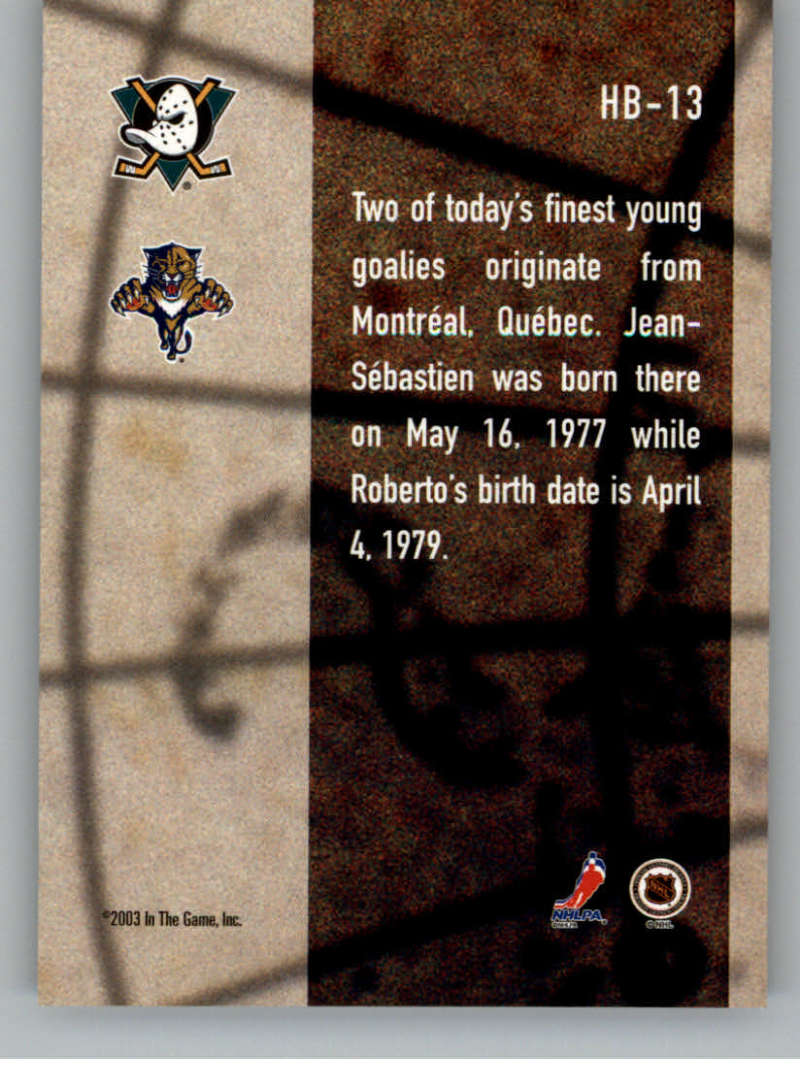 HB-13
Two of today's finest young
goalies originate from
Montréal, Québec. Jean-
Sébastien was born there
on May 16, 1977 while
Roberto's birth date is April
4, 1979.
©2003 In The Game, Inc.
NHLPA
© NHL